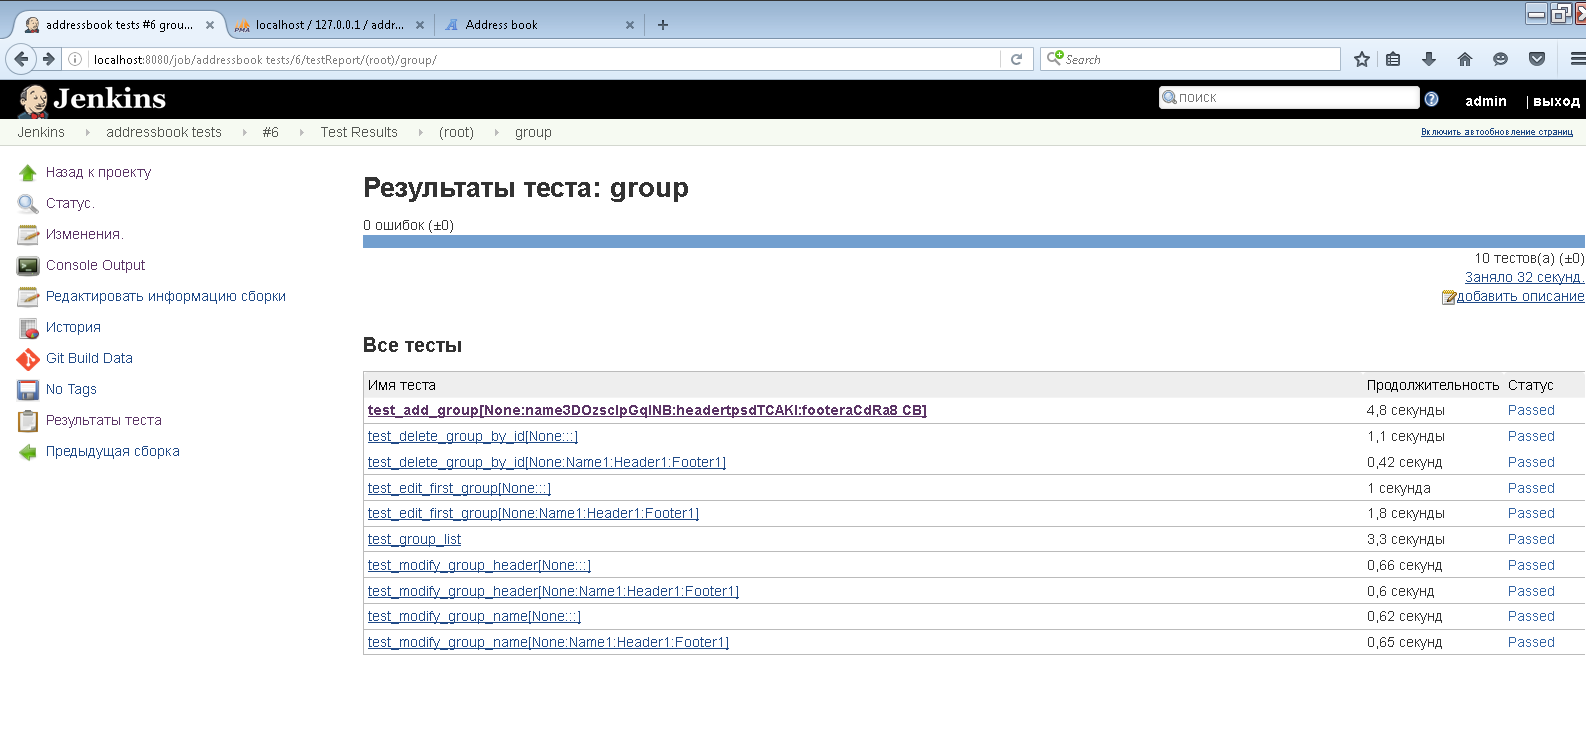 addressbook tests #6 grou...
localhost / 127.0.0.1 / addr...
Address book
localhost:8080/job/addressbook tests/6/testReport/(root)/group/
Search
Jenkins
поиск
admin
| выход
Jenkins
addressbook tests
#6
Test Results
(root)
group
Включить автообновление страниц
Назад к проекту
Статус.
Изменения.
Console Output
Редактировать информацию сборки
История
Git Build Data
No Tags
Результаты теста
Предыдущая сборка
Результаты теста: group
0 ошибок (±0)
10 тестов(а) (±0)
Заняло 32 секунд.
добавить описание
Все тесты
Имя теста Продолжительность Статус
test_add_group[None:name3DOzscIpGqINB:headertpsdTCAKI:footeraCdRa8 CB] 4,8 секунды Passed
test_delete_group_by_id[None:::] 1,1 секунды Passed
test_delete_group_by_id[None:Name1:Header1:Footer1] 0,42 секунд Passed
test_edit_first_group[None:::] 1 секунда Passed
test_edit_first_group[None:Name1:Header1:Footer1] 1,8 секунды Passed
test_group_list 3,3 секунды Passed
test_modify_group_header[None:::] 0,66 секунд Passed
test_modify_group_header[None:Name1:Header1:Footer1] 0,6 секунд Passed
test_modify_group_name[None:::] 0,62 секунд Passed
test_modify_group_name[None:Name1:Header1:Footer1] 0,65 секунд Passed